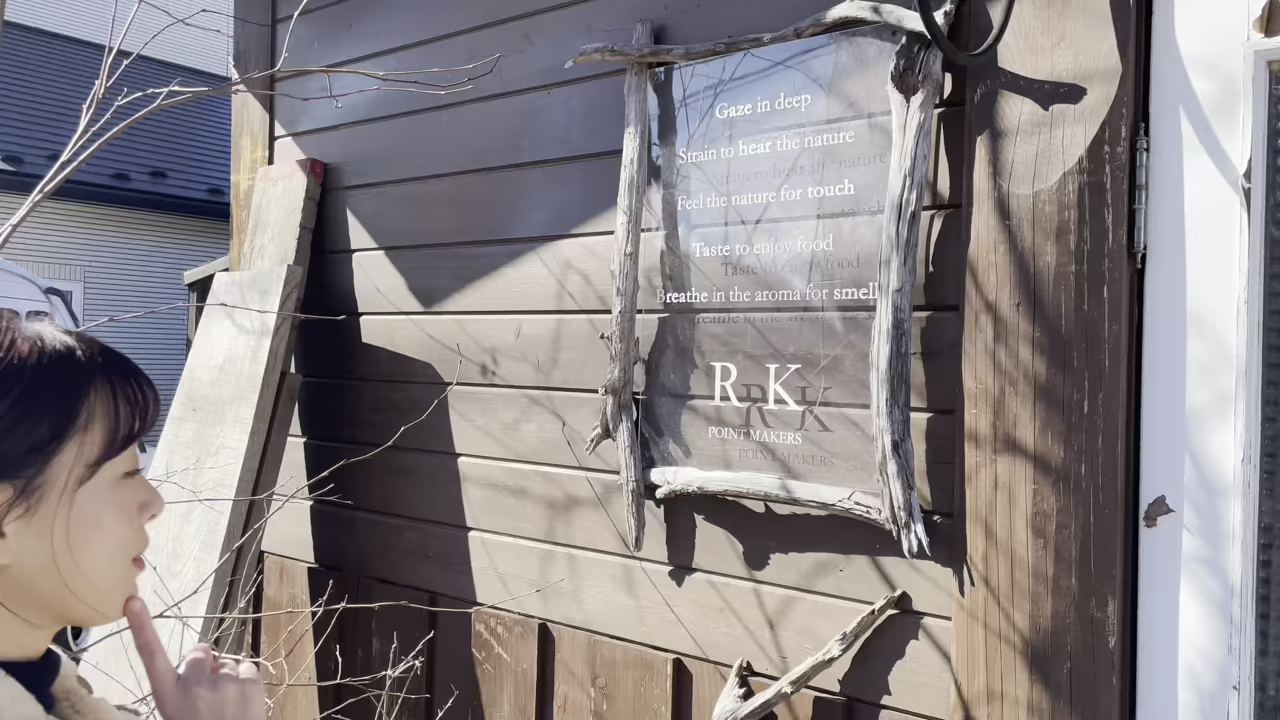 Gaze in deep
Strain to hear the nature
Feel the nature for touch
Taste to enjoy food
Breathe in the aroma for smell
RK
POINT MAKERS